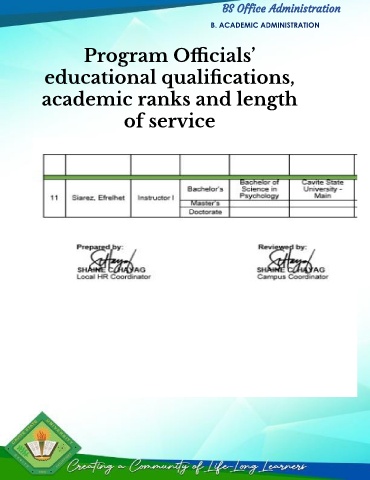 BS Office Administration
B. ACADEMIC ADMINISTRATION
Program Officials'
educational qualifications,
academic ranks and length
of service
11 Siarez, Efrelhet Instructor I Bachelor's Bachelor of Science in Psychology Cavite State University - Main
Master's
Doctorate
Prepared by: Reviewed by:
SHAINE C. HAYAG SHAINE C. HAYAG
Local HR Coordinator Campus Coordinator
Creating a Community of Life-Long Learners